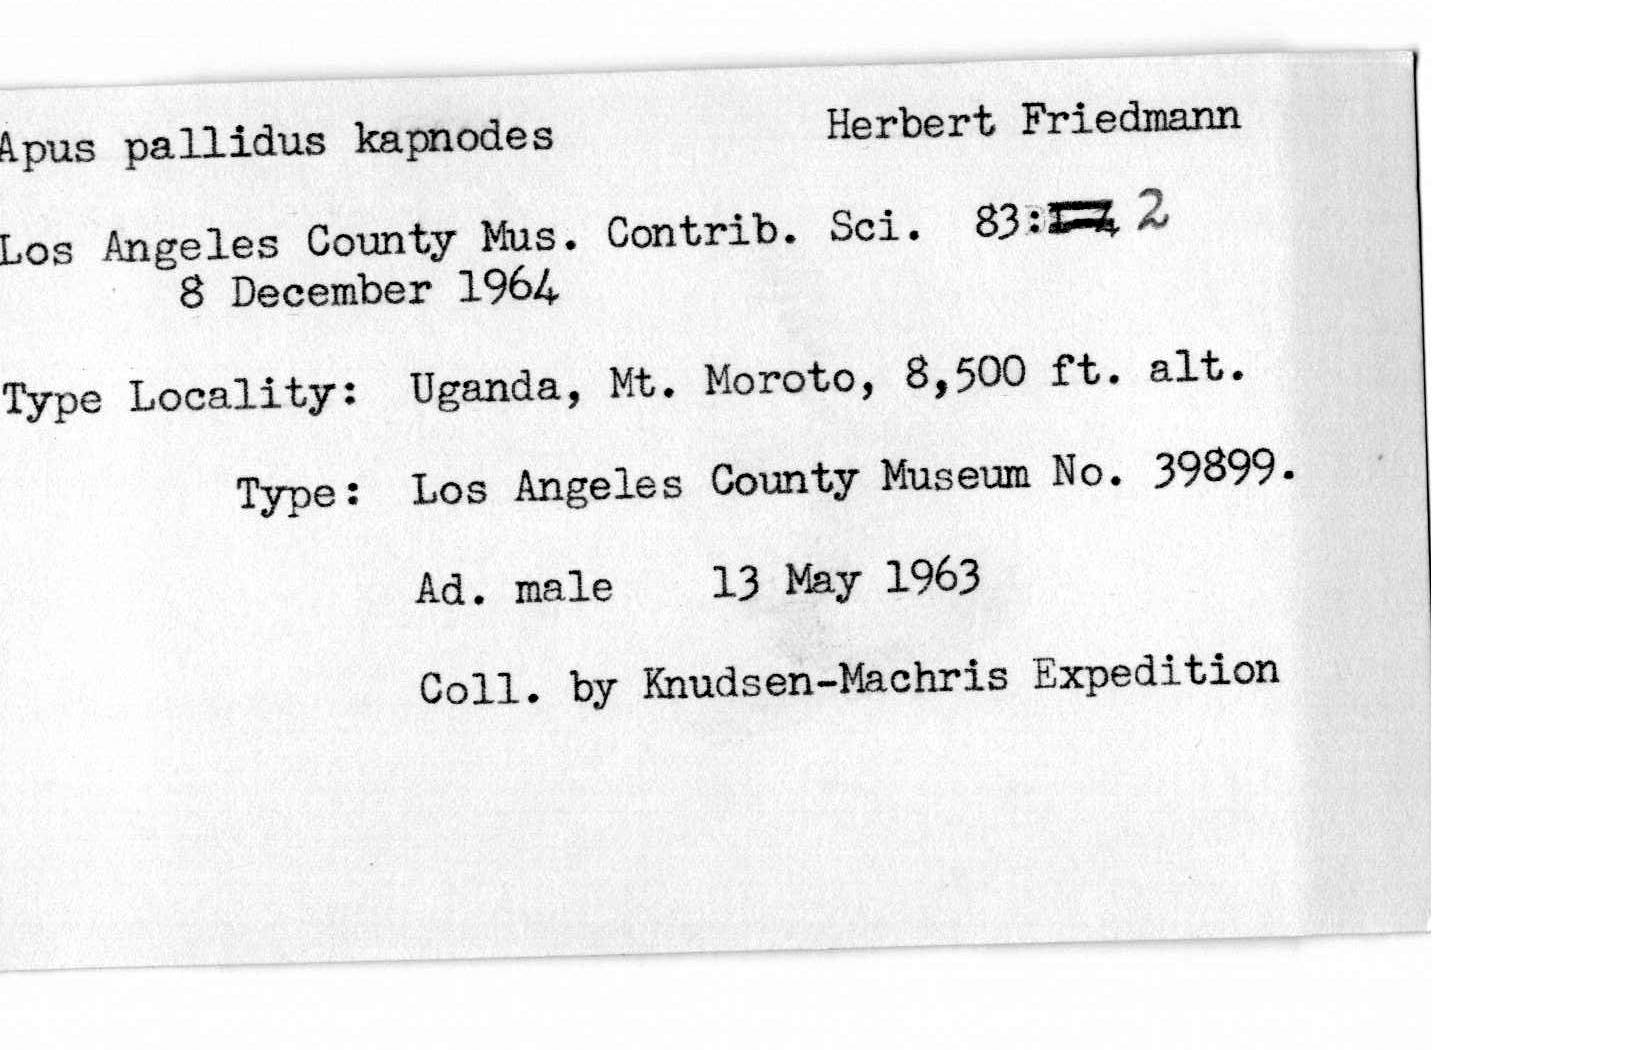 Apus pallidus kapnodes Herbert Friedmann
Los Angeles County Mus. Contrib. Sci. 83: 2
8 December 1964
Type Locality: Uganda, Mt. Moroto, 8,500 ft. alt.
Type: Los Angeles County Museum No. 39899.
Ad. male 13 May 1963
Coll. by Knudsen-Machris Expedition